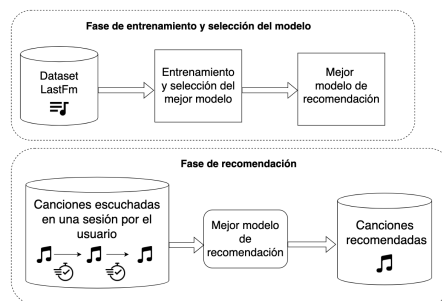 Fase de entrenamiento y selección del modelo
Dataset
LastFm
Entrenamiento
y selección del
mejor modelo
Mejor
modelo de
recomendación
Fase de recomendación
Canciones escuchadas
en una sesión por el
usuario
Mejor modelo
de
recomendación
Canciones
recomendadas